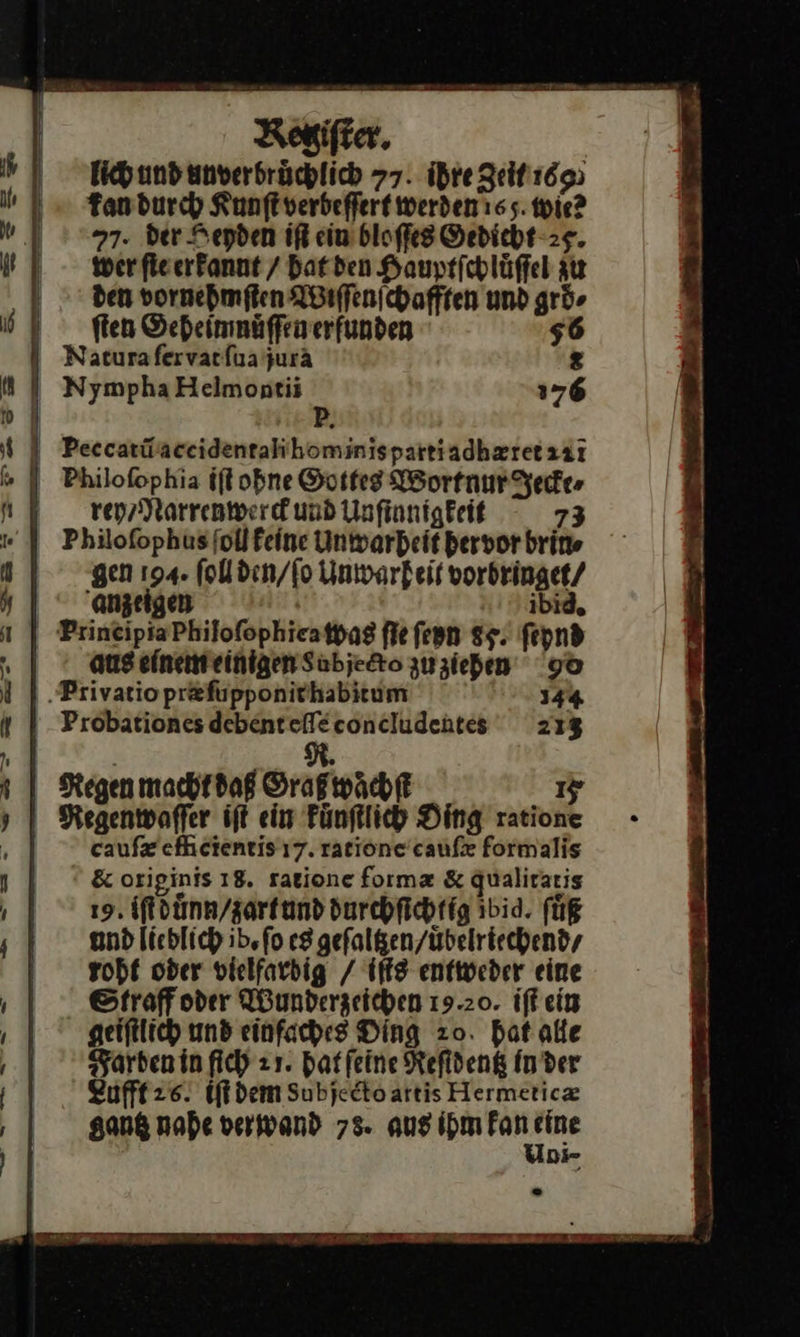 Register.
lich und unverbrůchlich 77. ihre Zeit 169.
kan durch Kunst verbessert werden 165. wie?
77. der Heyden ist ein blosses Gedicht 25.
wer sie erkannt / hat den Hauptschlůssel zu
den vornehmsten Wissenschafften und grö-
sten Geheimnůssen erfunden 56
Natura servat sua jura 8
Nympha Helmontii 176
P.
Peccatū accidentali hominis parti adhæret 241
Philosophia ist ohne Gottes Wort nur Jecke-
rey/Narrenwerck und Unsinnigkeit 73
Philosophus soll keine Unwarheit hervor brin-
gen 194. soll den/so Unwarheit vorbringet/
anzeigen ibid.
Principia Philosophica was sie seyn 85. seynd
aus einem einigen Subjecto zu ziehen 90
Privatio præsupponit habitum 144
Probationes debent esse concludentes 213
R.
Regen macht daß Graß wächst 15
Regenwasser ist ein kůnstlich Ding ratione
causæ efficientis 17. ratione causæ formalis
& originis 18. ratione formæ & qualitatis
19. ist důnn/zart und durchsichtig ibid. sůß
und lieblich ib. so es gesaltzen/ůbelriechend/
roht oder vielfarbig / ists entweder eine
Straff oder Wunderzeichen 19.20. ist ein
geistlich und einfaches Ding 20. hat alle
Farben in sich 21. hat seine Residentz in der
Lufft 26. ist dem Subjecto artis Hermeticæ
gantz nahe verwand 78. aus ihm kan eine
Uni-